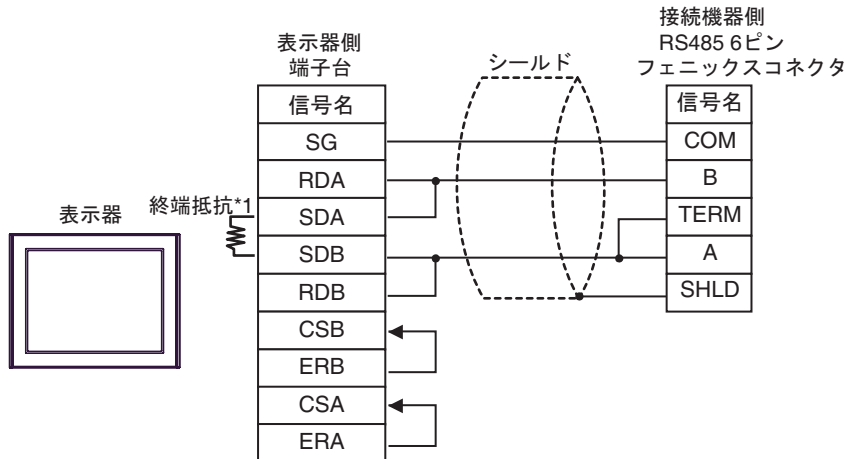 接続機器側
RS485 6ピン
フェニックスコネクタ
表示器側
端子台
シールド
信号名
信号名
SG
COM
RDA
B
表示器
終端抵抗*1
SDA
TERM
SDB
A
RDB
SHLD
CSB
ERB
CSA
ERA